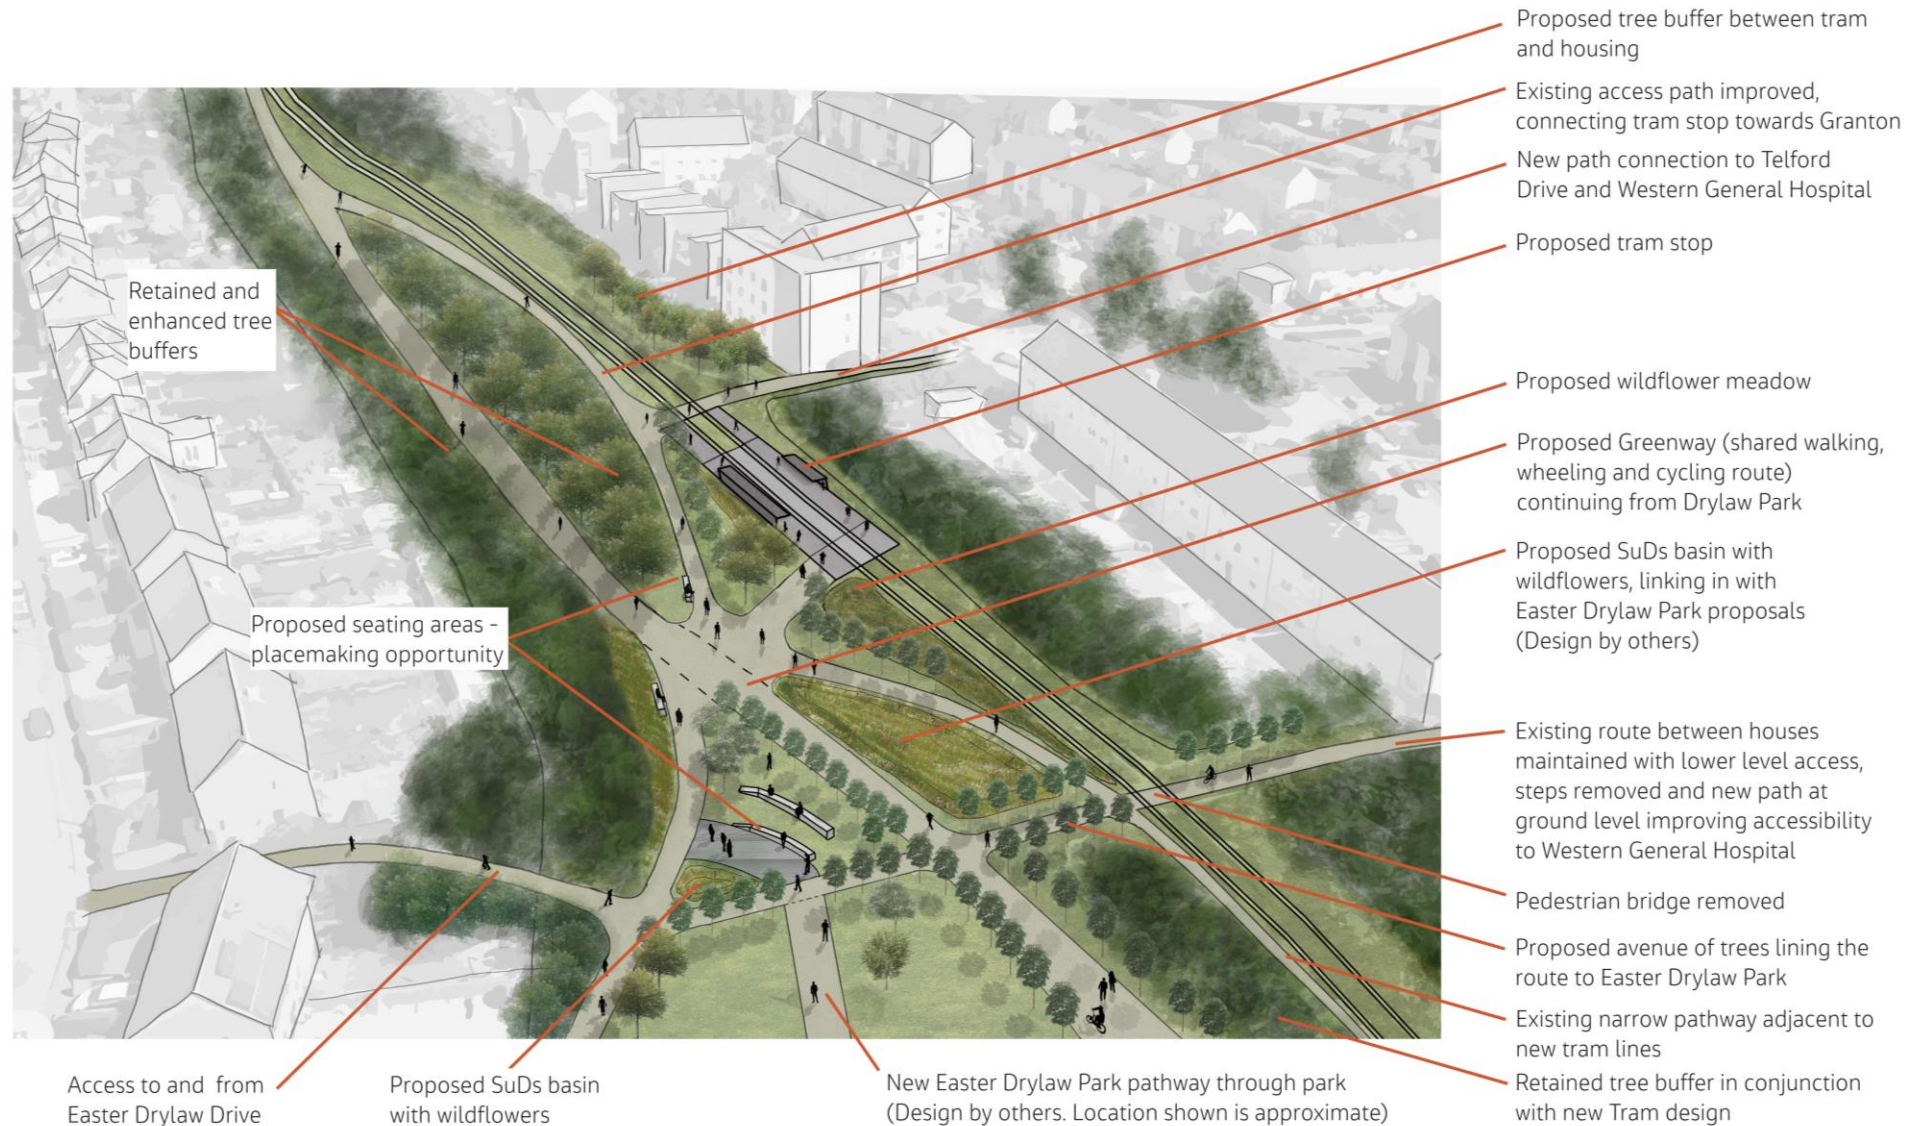 Proposed tree buffer between tram
and housing
Existing access path improved,
connecting tram stop towards Granton
New path connection to Telford
Drive and Western General Hospital
Proposed tram stop
Retained and
enhanced tree
buffers
Proposed wildflower meadow
Proposed Greenway (shared walking,
wheeling and cycling route)
continuing from Drylaw Park
Proposed SuDs basin with
wildflowers, linking in with
Easter Drylaw Park proposals
(Design by others)
Proposed seating areas -
placemaking opportunity
Existing route between houses
maintained with lower level access,
steps removed and new path at
ground level improving accessibility
to Western General Hospital
Pedestrian bridge removed
Proposed avenue of trees lining the
route to Easter Drylaw Park
Existing narrow pathway adjacent to
new tram lines
Retained tree buffer in conjunction
with new Tram design
Access to and from
Easter Drylaw Drive
Proposed SuDs basin
with wildflowers
New Easter Drylaw Park pathway through park
(Design by others. Location shown is approximate)